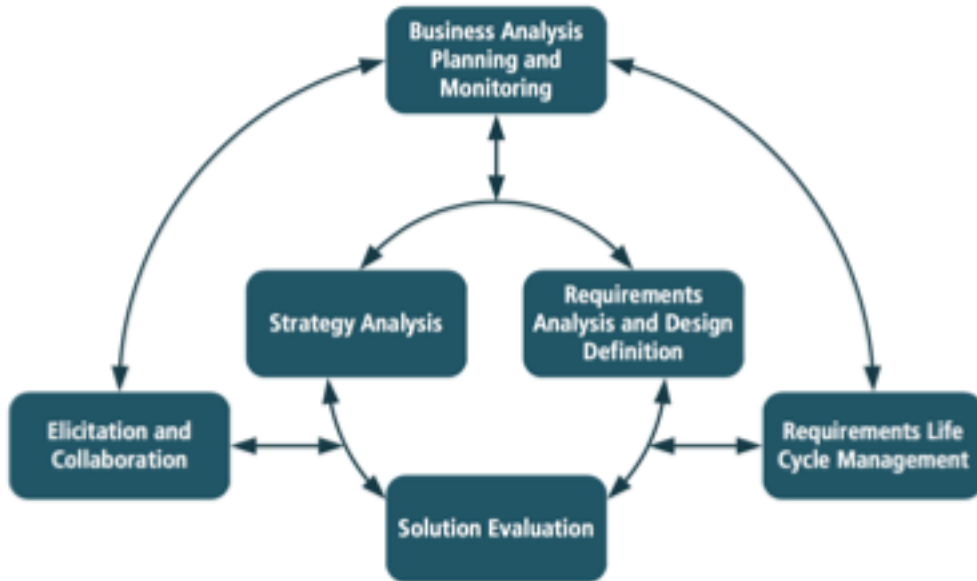 Business Analysis
Planning and
Monitoring
Strategy Analysis
Requirements
Analysis and Design
Definition
Elicitation and
Collaboration
Requirements Life
Cycle Management
Solution Evaluation